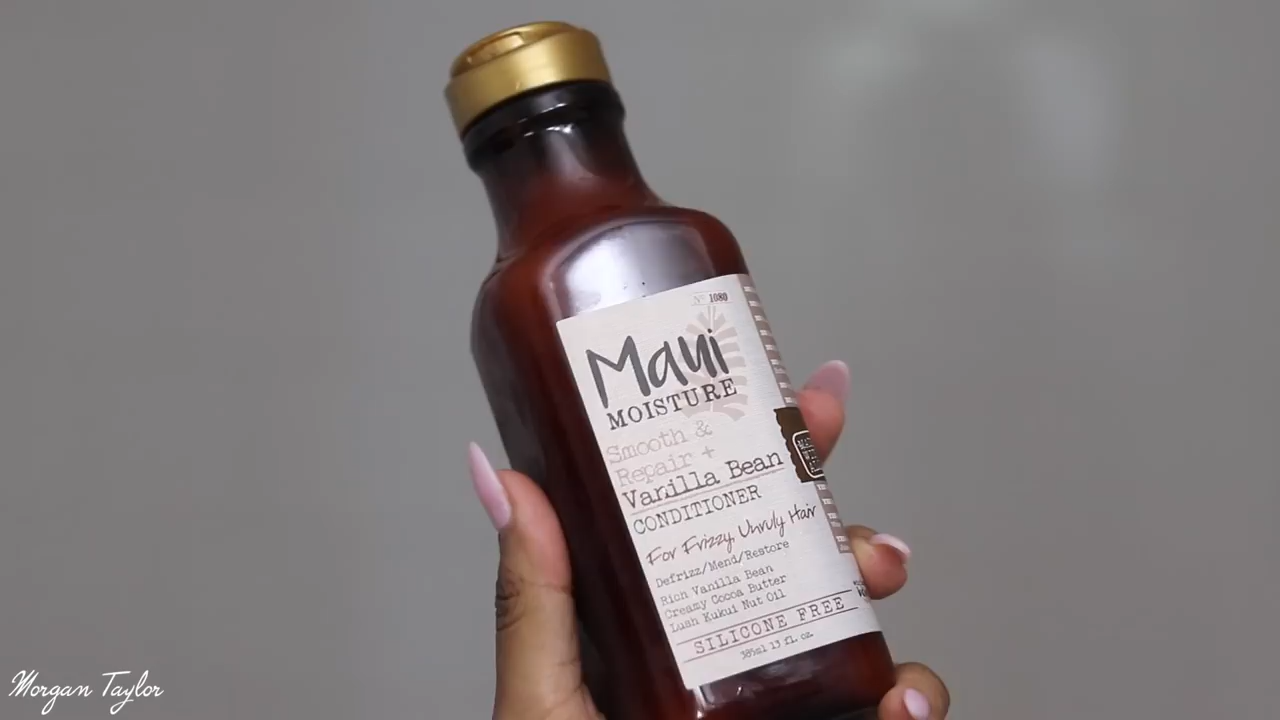 Nº 1080
Maui
MOISTURE
Smooth &
Repair +
Vanilla Bean
CONDITIONER
For Frizzy, Unruly Hair
Defrizz/Mend/Restore
Rich Vanilla Bean
Creamy Cocoa Butter
Lush Kukui Nut Oil
SILICONE FREE
385ml 13 fl. oz.
Morgan Taylor